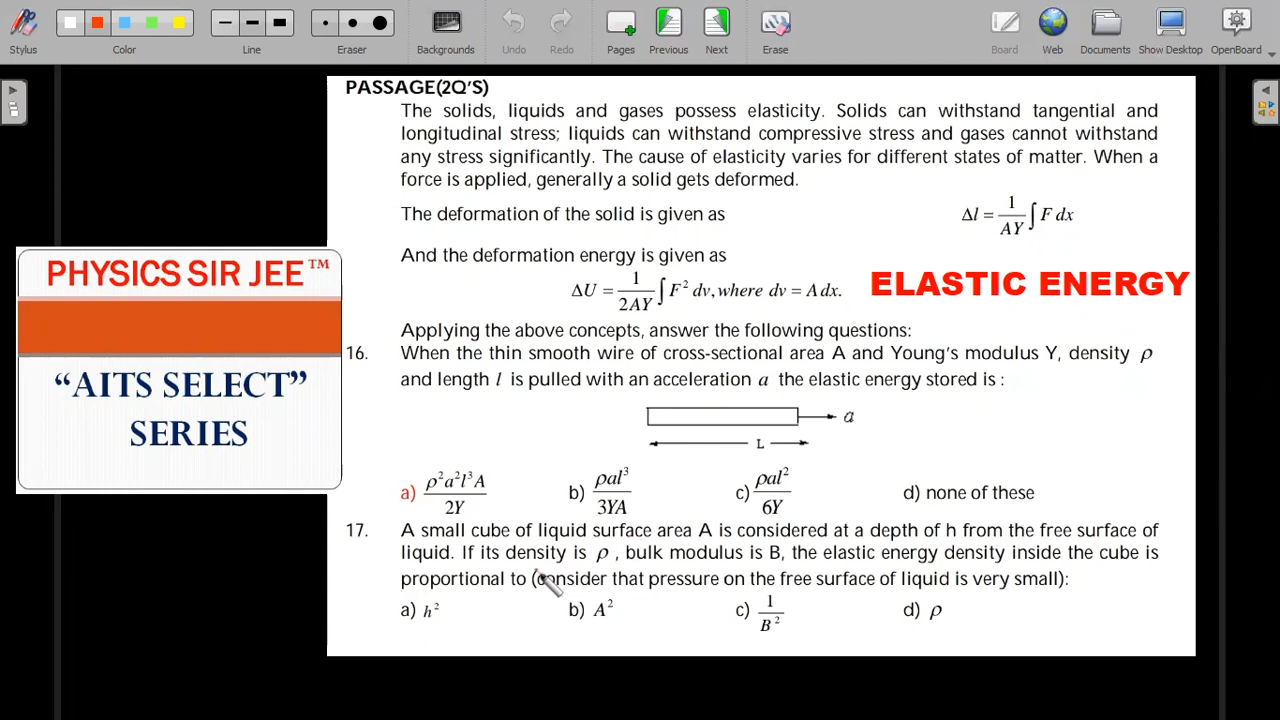 Stylus
Color
Line
Eraser
Backgrounds
Undo
Redo
Pages
Previous
Next
Erase
Board
Web
Documents
Show Desktop
OpenBoard
PASSAGE(2Q'S)
The solids, liquids and gases possess elasticity. Solids can withstand tangential and
longitudinal stress; liquids can withstand compressive stress and gases cannot withstand
any stress significantly. The cause of elasticity varies for different states of matter. When a
force is applied, generally a solid gets deformed.
The deformation of the solid is given as Δl = 1/AY ∫ F dx
And the deformation energy is given as
ΔU = 1/2AY ∫ F² dv, where dv = A dx.
ELASTIC ENERGY
Applying the above concepts, answer the following questions:
16. When the thin smooth wire of cross-sectional area A and Young's modulus Y, density ρ
and length l is pulled with an acceleration a the elastic energy stored is :
a
L
a) ρ²a²l³A/2Y b) ρal³/3YA c) ρal²/6Y d) none of these
17. A small cube of liquid surface area A is considered at a depth of h from the free surface of
liquid. If its density is ρ, bulk modulus is B, the elastic energy density inside the cube is
proportional to (consider that pressure on the free surface of liquid is very small):
a) h² b) A² c) 1/B² d) ρ
PHYSICS SIR JEE™
"AITS SELECT"
SERIES